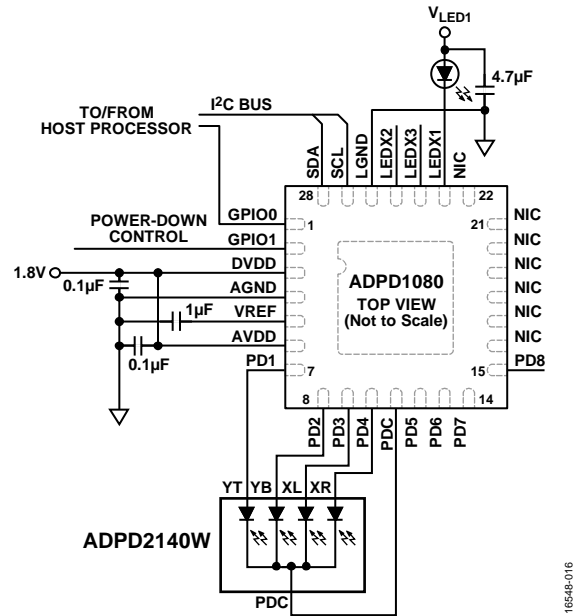 VLED1
4.7µF
I2C BUS
TO/FROM
HOST PROCESSOR
SDA
SCL
LGND
LEDX2
LEDX3
LEDX1
NIC
28
22
GPIO0
1
21
NIC
POWER-DOWN
CONTROL
GPIO1
NIC
1.8V
DVDD
NIC
0.1µF
AGND
ADPD1080
TOP VIEW
(Not to Scale)
NIC
1µF
VREF
NIC
0.1µF
AVDD
NIC
PD1
7
15
PD8
8
14
PD2
PD3
PD4
PDC
PD5
PD6
PD7
YT
YB
XL
XR
ADPD2140W
PDC
16548-016